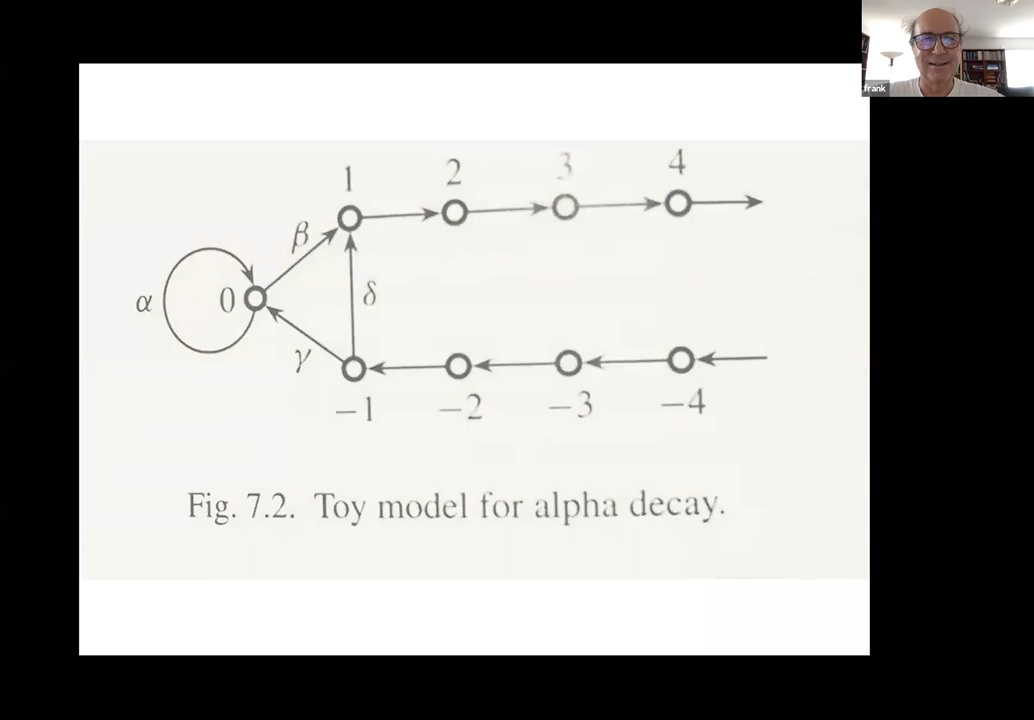 frank
1 2 3 4
β
α 0 δ
γ
−1 −2 −3 −4
Fig. 7.2. Toy model for alpha decay.